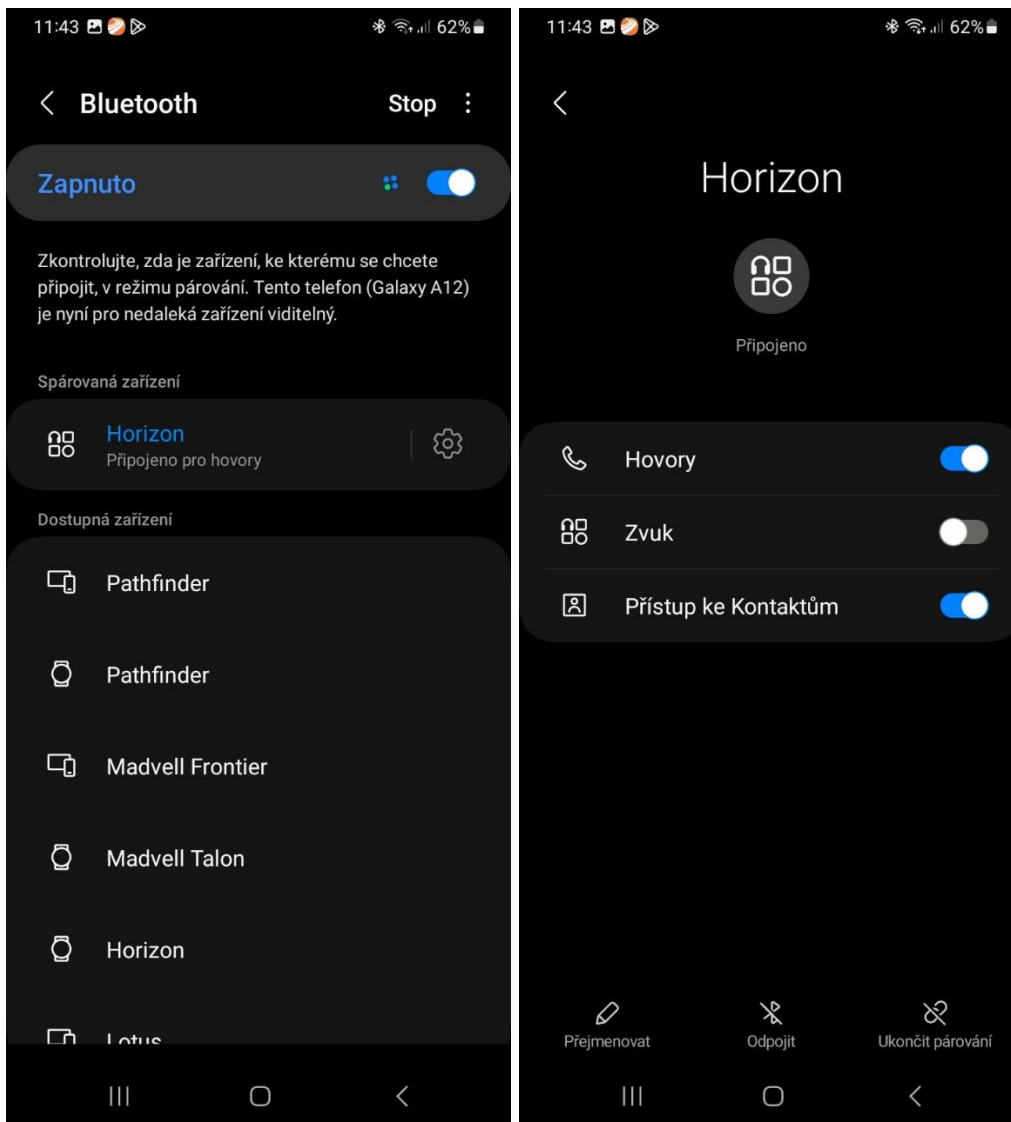 11:43 62%
Bluetooth Stop
Zapnuto
Zkontrolujte, zda je zařízení, ke kterému se chcete
připojit, v režimu párování. Tento telefon (Galaxy A12)
je nyní pro nedaleká zařízení viditelný.
Spárovaná zařízení
Horizon
Připojeno pro hovory
Dostupná zařízení
Pathfinder
Pathfinder
Madvell Frontier
Madvell Talon
Horizon
Lotus
11:43 62%
Horizon
Připojeno
Hovory
Zvuk
Přístup ke Kontaktům
Přejmenovat Odpojit Ukončit párování